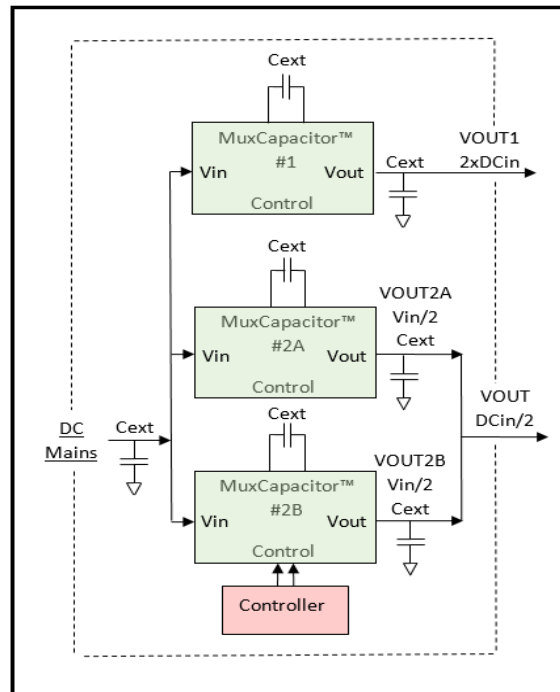 Cext
MuxCapacitor™
#1
Vin
Vout
Control
Cext
VOUT1
2xDCin
Cext
MuxCapacitor™
#2A
Vin
Vout
Control
VOUT2A
Vin/2
Cext
DC
Mains
Cext
Cext
MuxCapacitor™
#2B
Vin
Vout
Control
VOUT2B
Vin/2
Cext
VOUT
DCin/2
Controller